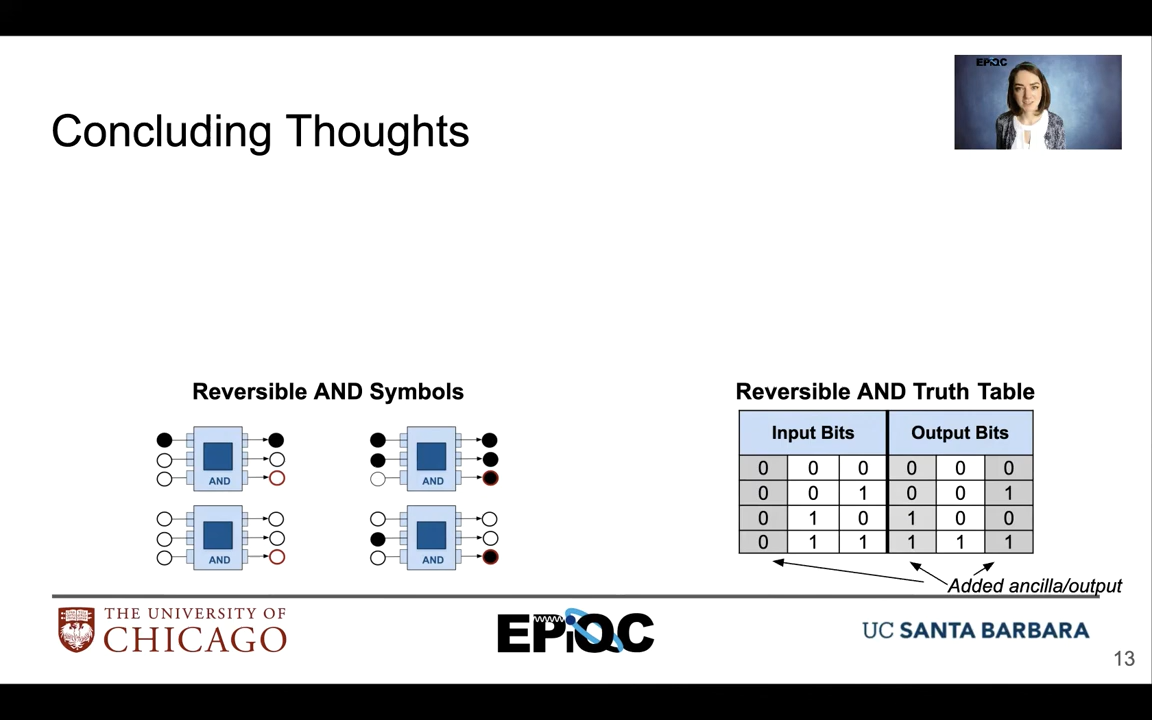 EPiQC
Concluding Thoughts
Reversible AND Symbols
AND
AND
AND
AND
Reversible AND Truth Table
Input Bits Output Bits
0 0 0 0 0 0
0 0 1 0 0 1
0 1 0 1 0 0
0 1 1 1 1 1
Added ancilla/output
THE UNIVERSITY OF
CHICAGO
EPiQC
UC SANTA BARBARA
13